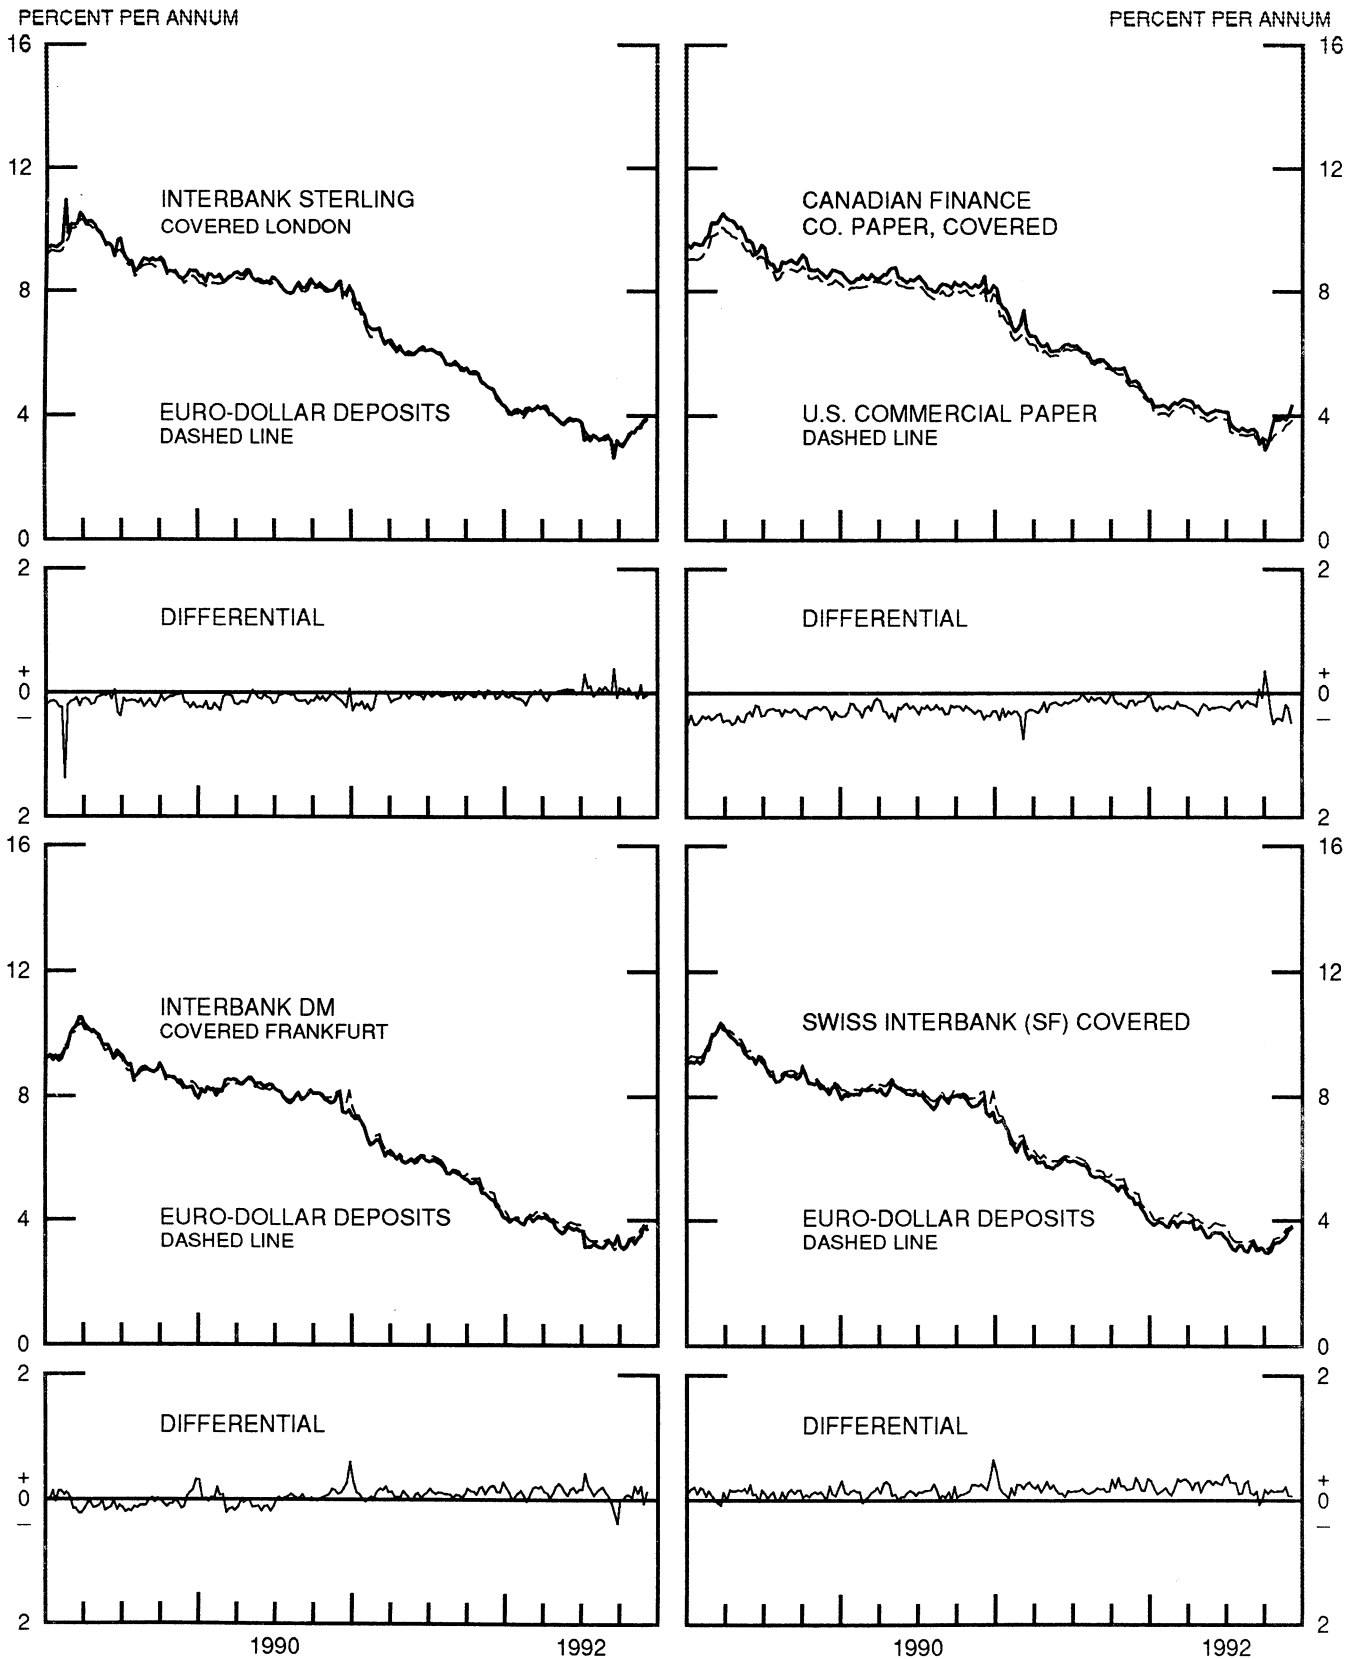 PERCENT PER ANNUM
16
12
INTERBANK STERLING
COVERED LONDON
8
EURO-DOLLAR DEPOSITS
DASHED LINE
4
0
2
DIFFERENTIAL
+
0
–
2
PERCENT PER ANNUM
16
12
CANADIAN FINANCE
CO. PAPER, COVERED
8
U.S. COMMERCIAL PAPER
DASHED LINE
4
0
2
DIFFERENTIAL
+
0
–
2
16
12
INTERBANK DM
COVERED FRANKFURT
8
EURO-DOLLAR DEPOSITS
DASHED LINE
4
0
2
DIFFERENTIAL
+
0
–
2
1990 1992
16
12
SWISS INTERBANK (SF) COVERED
8
EURO-DOLLAR DEPOSITS
DASHED LINE
4
0
2
DIFFERENTIAL
+
0
–
2
1990 1992